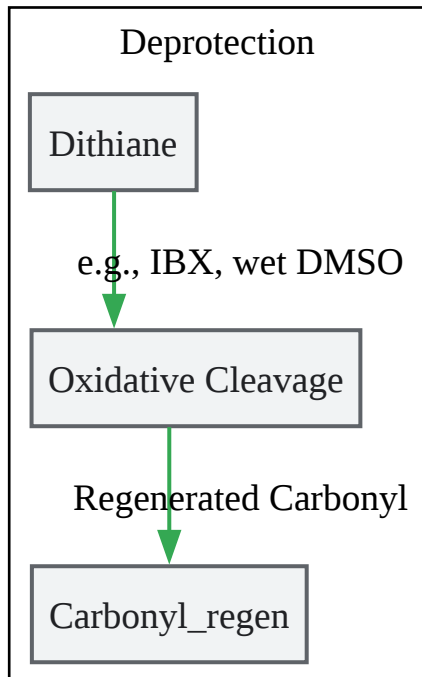 Deprotection
Dithiane
e.g., IBX, wet DMSO
Oxidative Cleavage
Regenerated Carbonyl
Carbonyl_regen